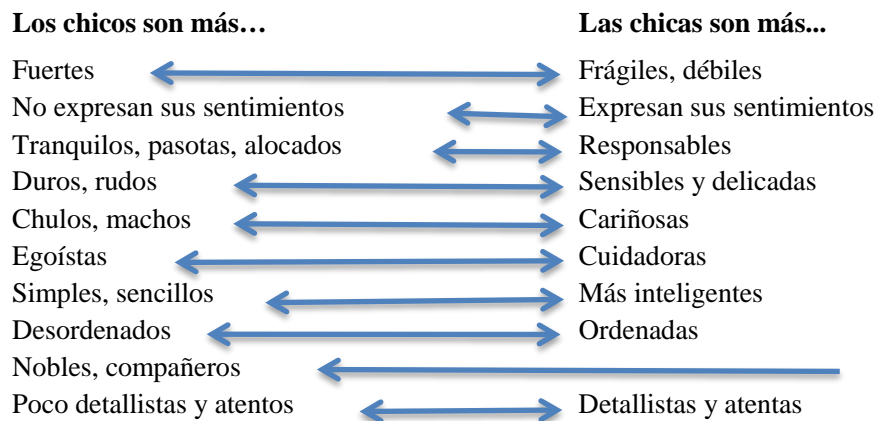 Los chicos son más… Las chicas son más...
Fuertes Frágiles, débiles
No expresan sus sentimientos Expresan sus sentimientos
Tranquilos, pasotas, alocados Responsables
Duros, rudos Sensibles y delicadas
Chulos, machos Cariñosas
Egoístas Cuidadoras
Simples, sencillos Más inteligentes
Desordenados Ordenadas
Nobles, compañeros
Poco detallistas y atentos Detallistas y atentas